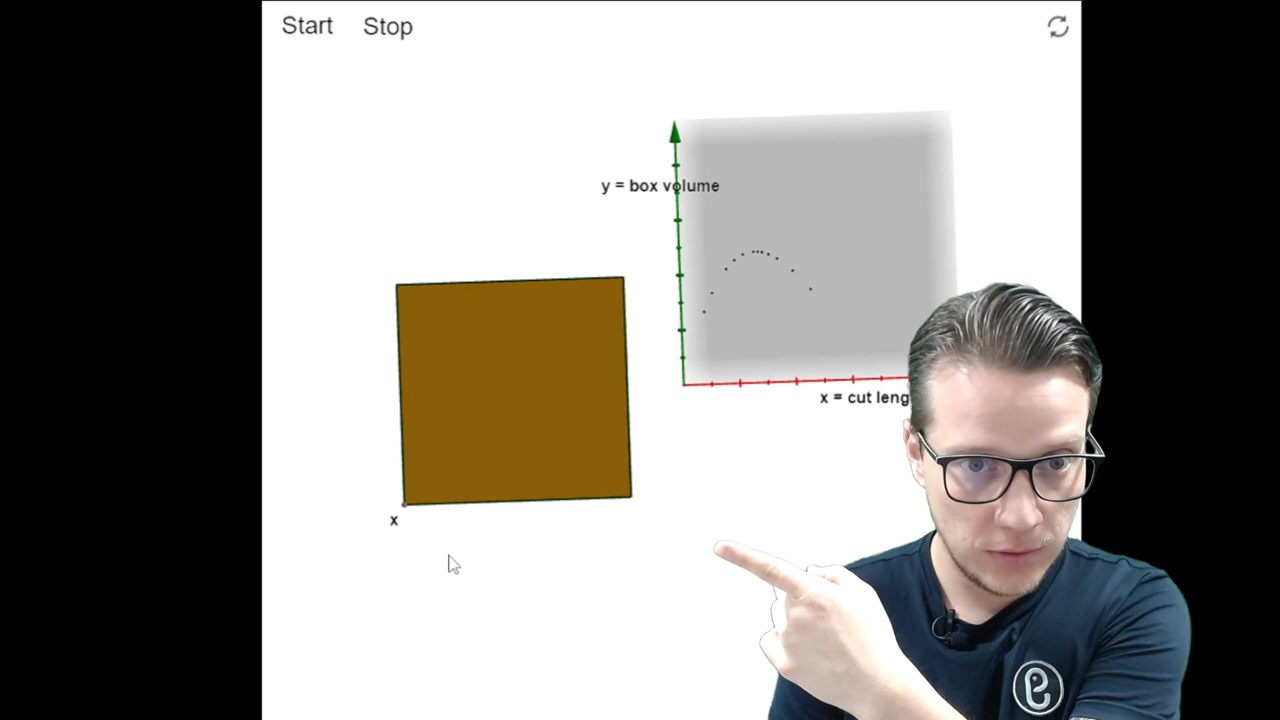 Start Stop
y = box volume
x = cut leng
x